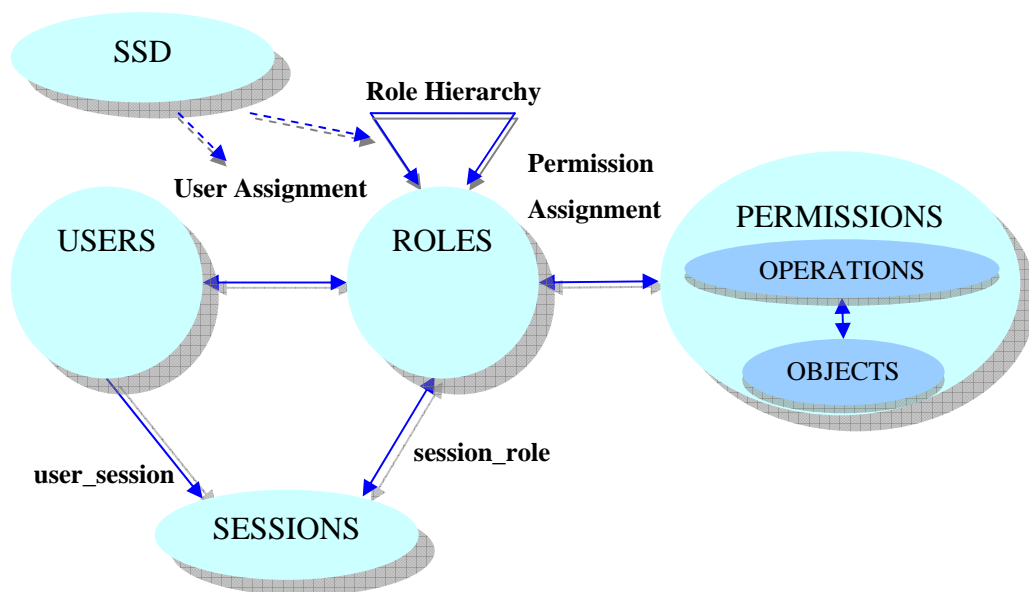 SSD
Role Hierarchy
User Assignment
Permission
Assignment
USERS
ROLES
PERMISSIONS
OPERATIONS
OBJECTS
user_session
session_role
SESSIONS